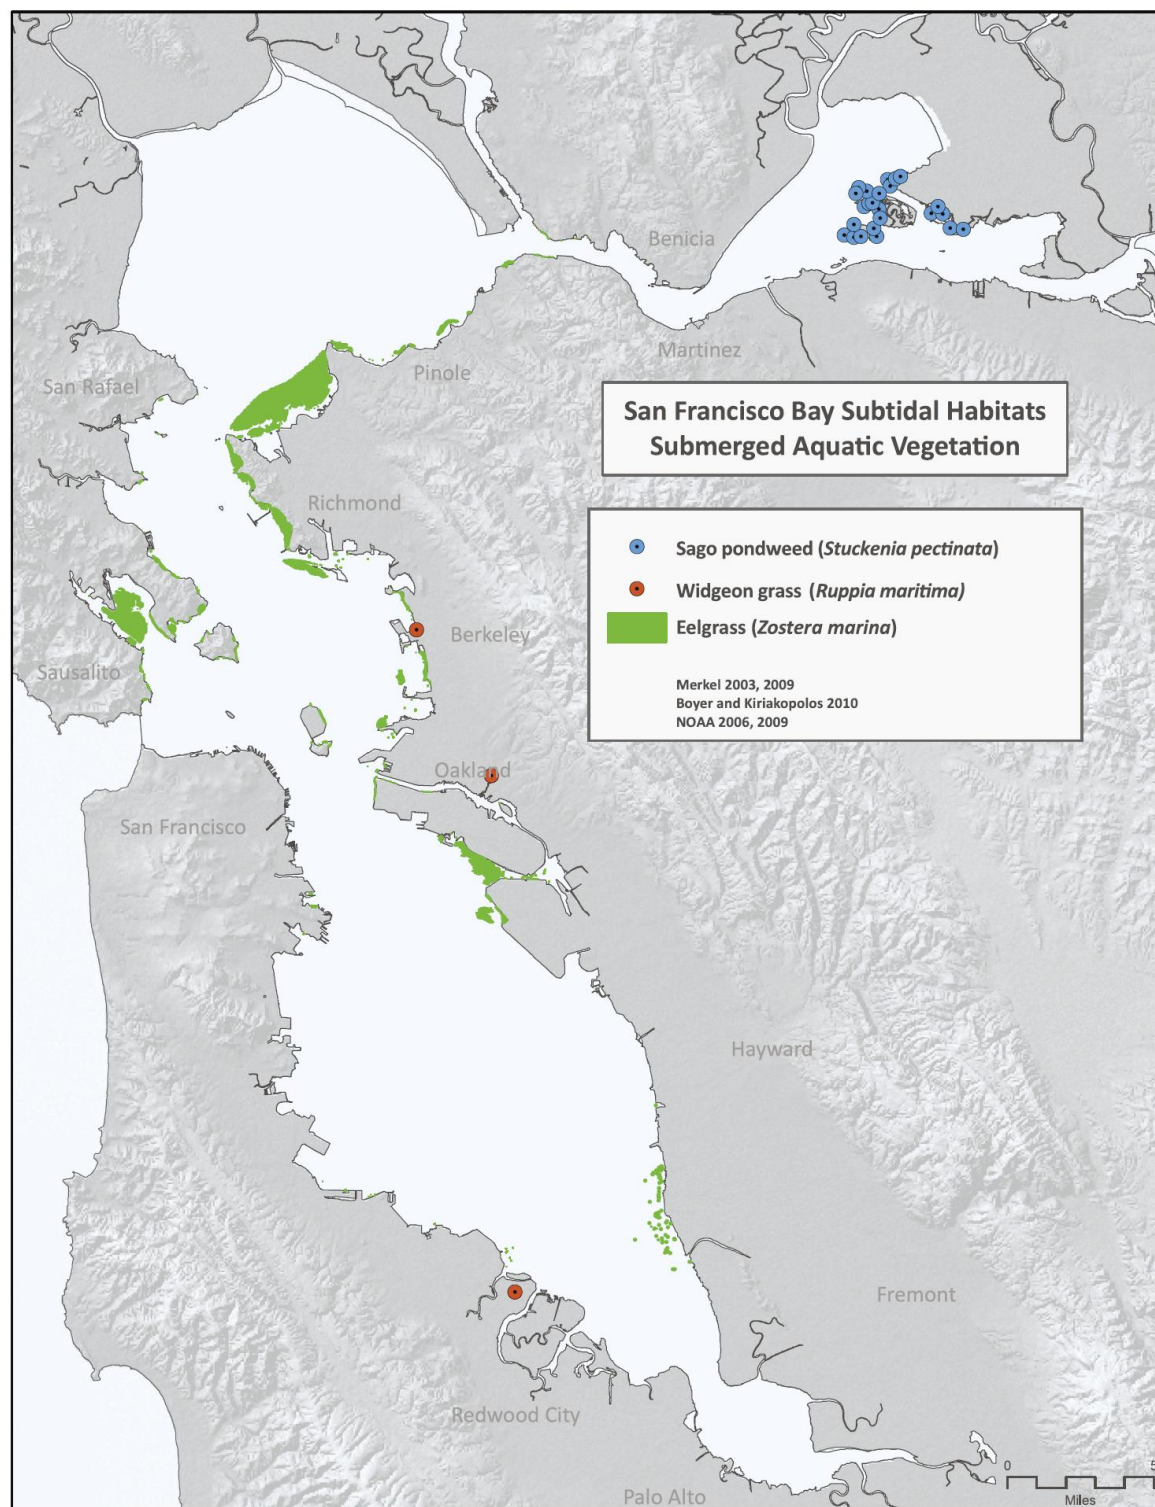 Benicia
Martinez
San Rafael
Pinole
San Francisco Bay Subtidal Habitats
Submerged Aquatic Vegetation
Richmond
Sago pondweed (Stuckenia pectinata)
Widgeon grass (Ruppia maritima)
Eelgrass (Zostera marina)
Berkeley
Sausalito
Merkel 2003, 2009
Boyer and Kiriakopolos 2010
NOAA 2006, 2009
Oakland
San Francisco
Hayward
Fremont
Redwood City
0 5
Miles
Palo Alto